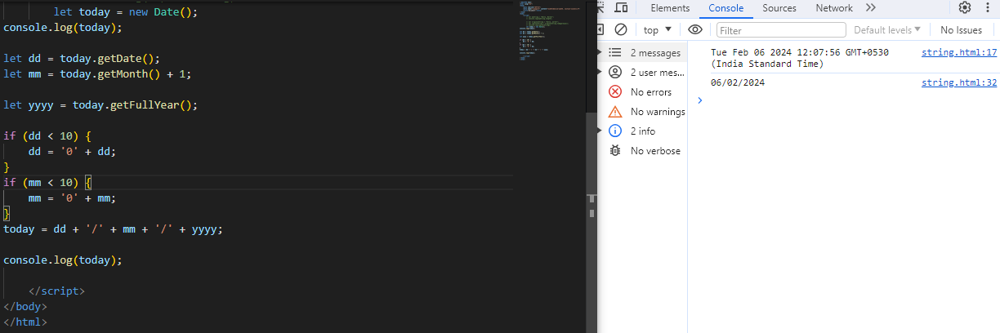 let today = new Date();
console.log(today);
let dd = today.getDate();
let mm = today.getMonth() + 1;
let yyyy = today.getFullYear();
if (dd < 10) {
dd = '0' + dd;
}
if (mm < 10) {
mm = '0' + mm;
}
today = dd + '/' + mm + '/' + yyyy;
console.log(today);
</script>
</body>
</html>
Elements Console Sources Network
top Filter Default levels No Issues
2 messages
2 user mes...
No errors
No warnings
2 info
No verbose
Tue Feb 06 2024 12:07:56 GMT+0530 string.html:17
(India Standard Time)
06/02/2024 string.html:32